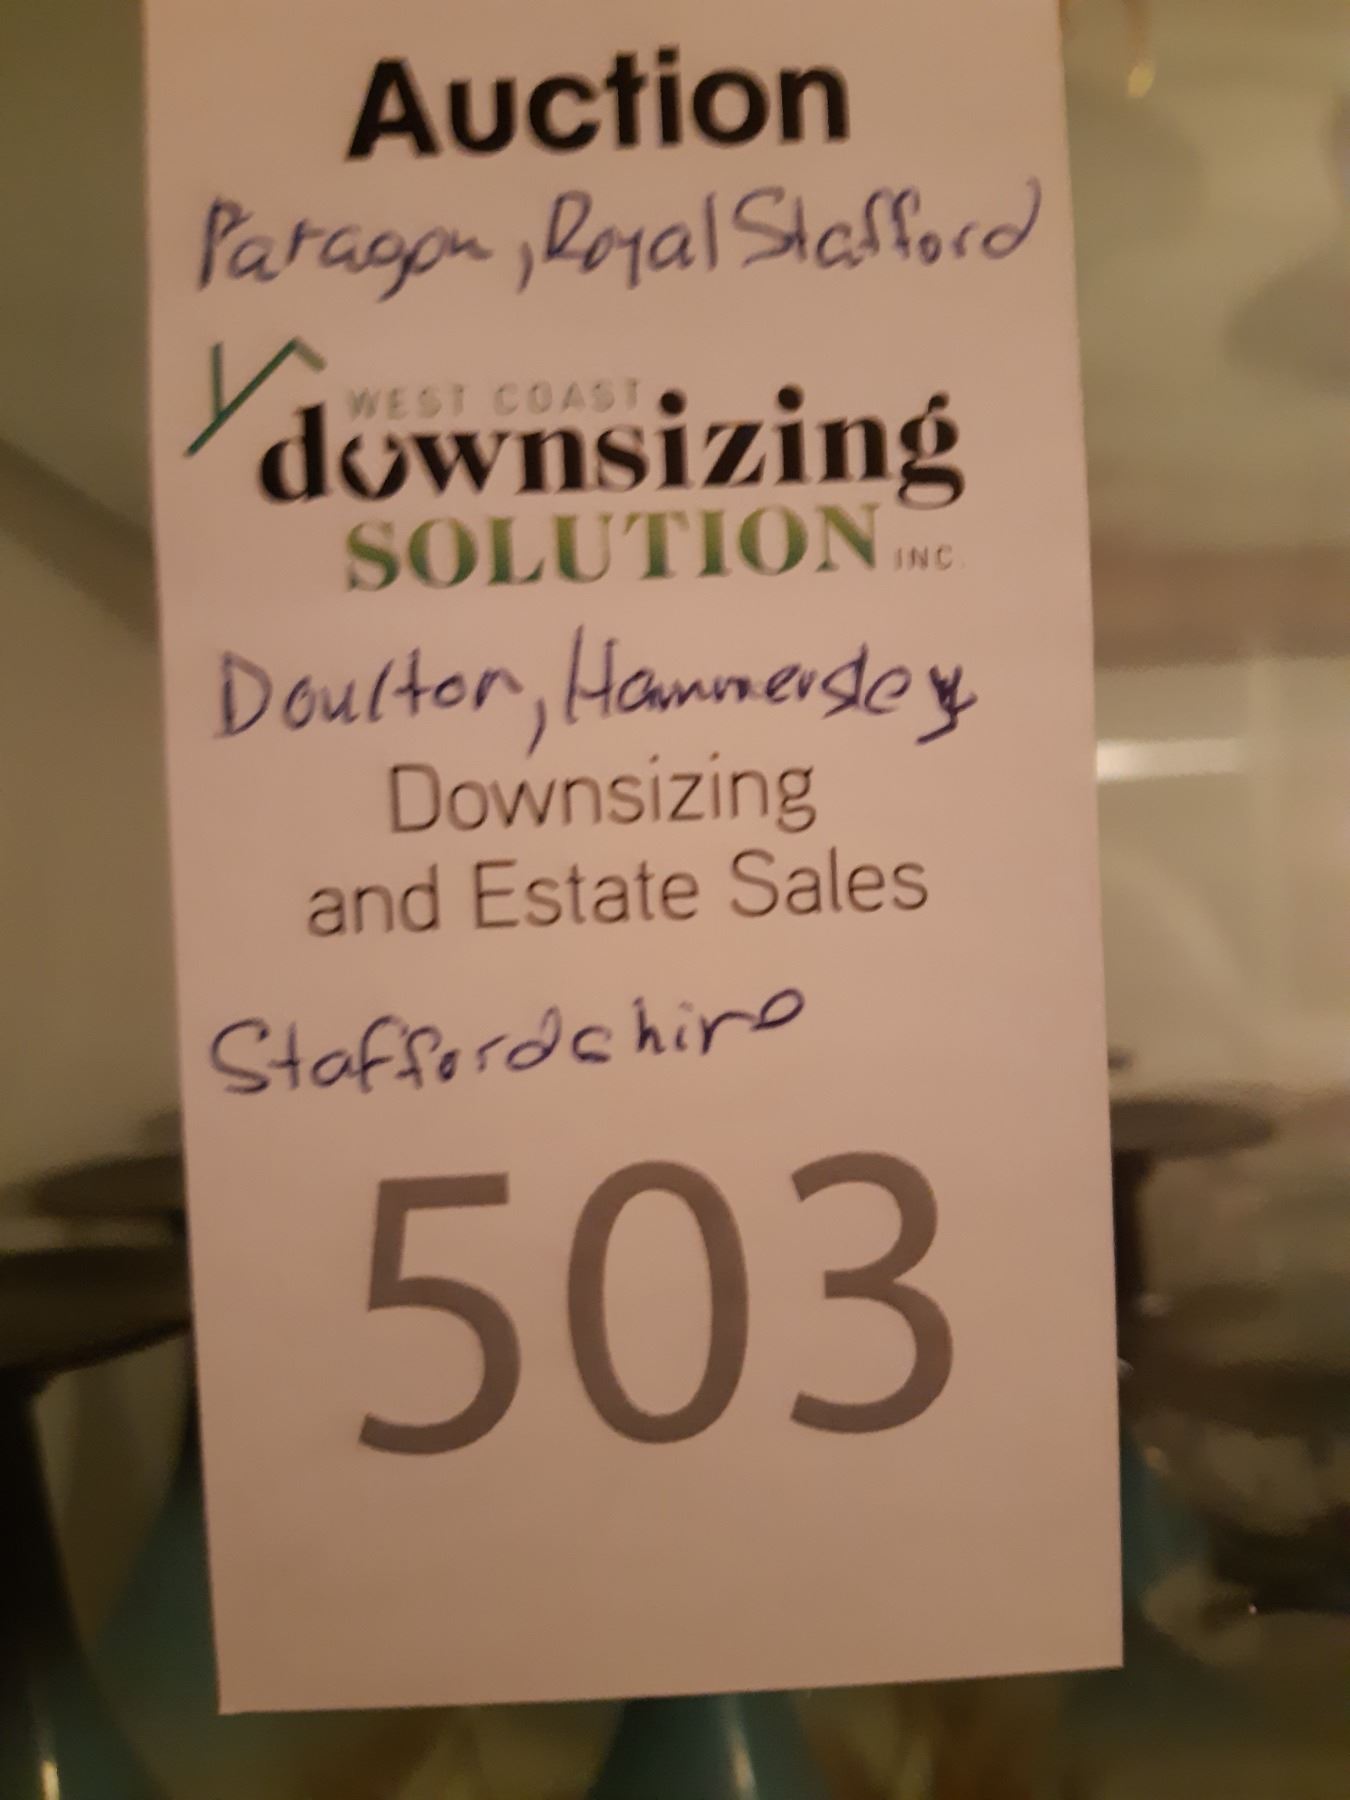 Auction
Paragon, Royal Stafford
WEST COAST
downsizing
SOLUTION INC.
Doulton, Hammersley
Downsizing
and Estate Sales
Staffordshire
503